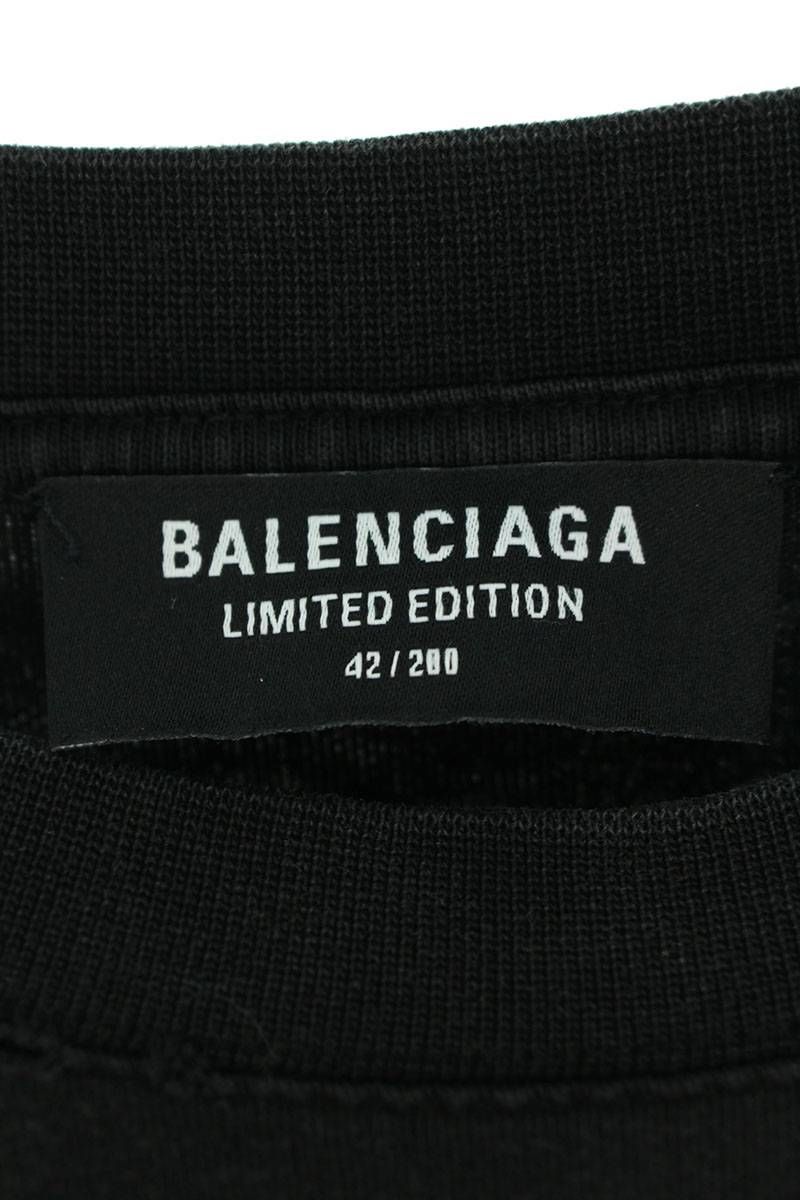 BALENCIAGA
LIMITED EDITION
42 / 200